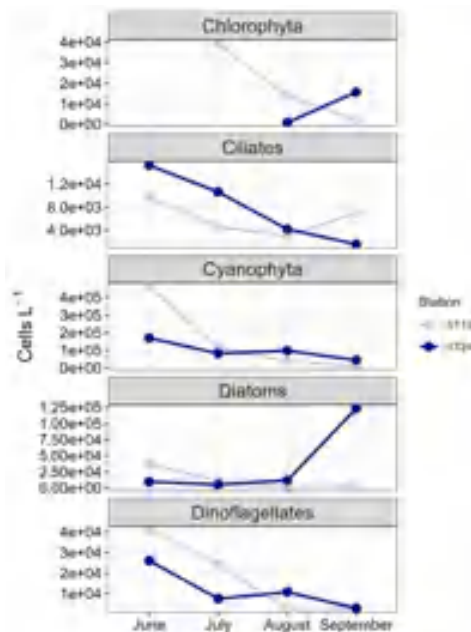 Chlorophyta
4e+04
3e+04
2e+04
1e+04
0e+00
Ciliates
1.2e+04
8.0e+03
4.0e+03
Cyanophyta
4e+05
3e+05
2e+05
1e+05
0e+00
Cells L⁻¹
Station
Diatoms
1.25e+05
1.00e+05
7.50e+04
5.00e+04
2.50e+04
0.00e+00
Dinoflagellates
4e+04
3e+04
2e+04
1e+04
June July August September